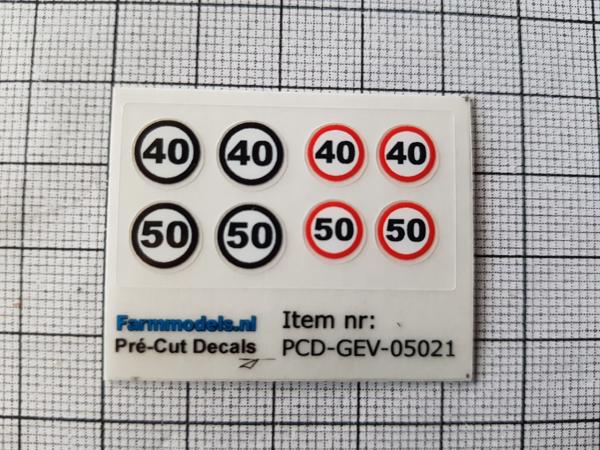 40 40 40 40
50 50 50 50
Farmmodels.nl
Pré-Cut Decals
Item nr:
PCD-GEV-05021